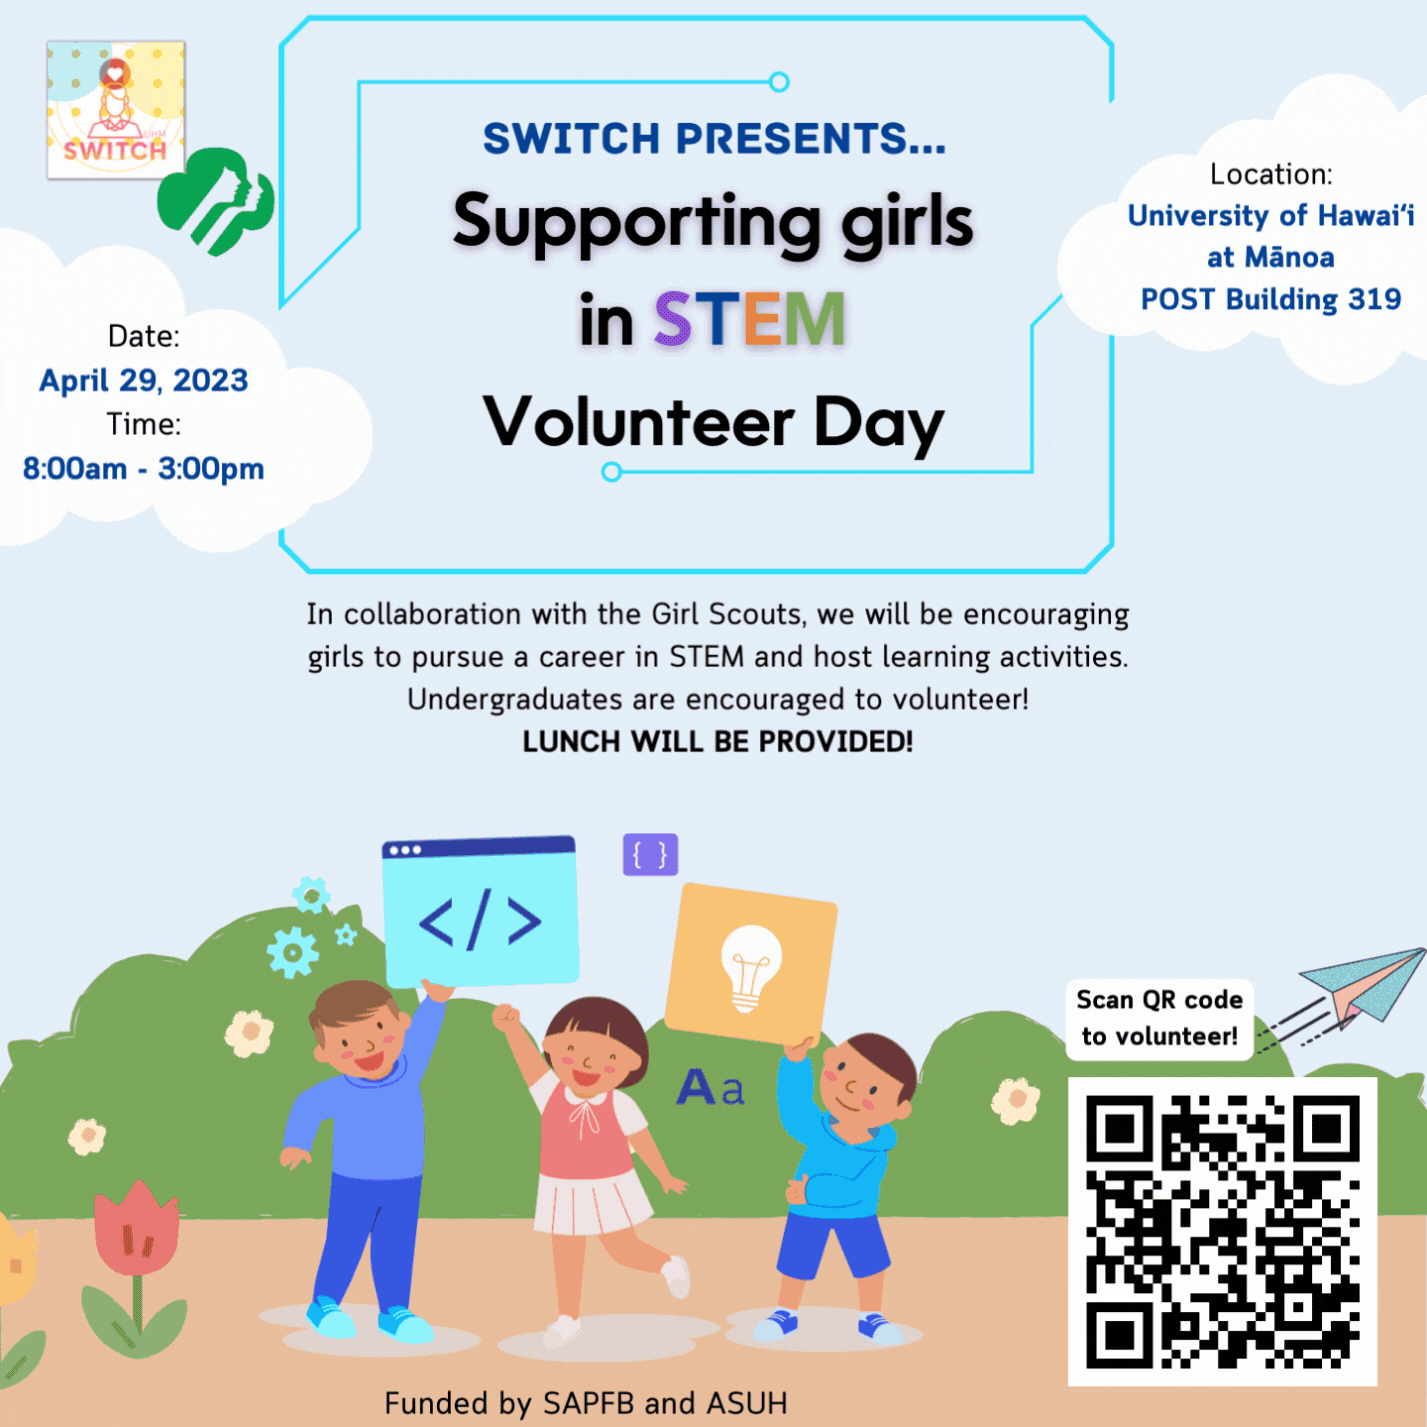 UHM
SWITCH
SWITCH PRESENTS...
Supporting girls
in STEM
Volunteer Day
Location:
University of Hawaiʻi
at Mānoa
POST Building 319
Date:
April 29, 2023
Time:
8:00am - 3:00pm
In collaboration with the Girl Scouts, we will be encouraging
girls to pursue a career in STEM and host learning activities.
Undergraduates are encouraged to volunteer!
LUNCH WILL BE PROVIDED!
</>
{ }
Aa
Scan QR code
to volunteer!
Funded by SAPFB and ASUH